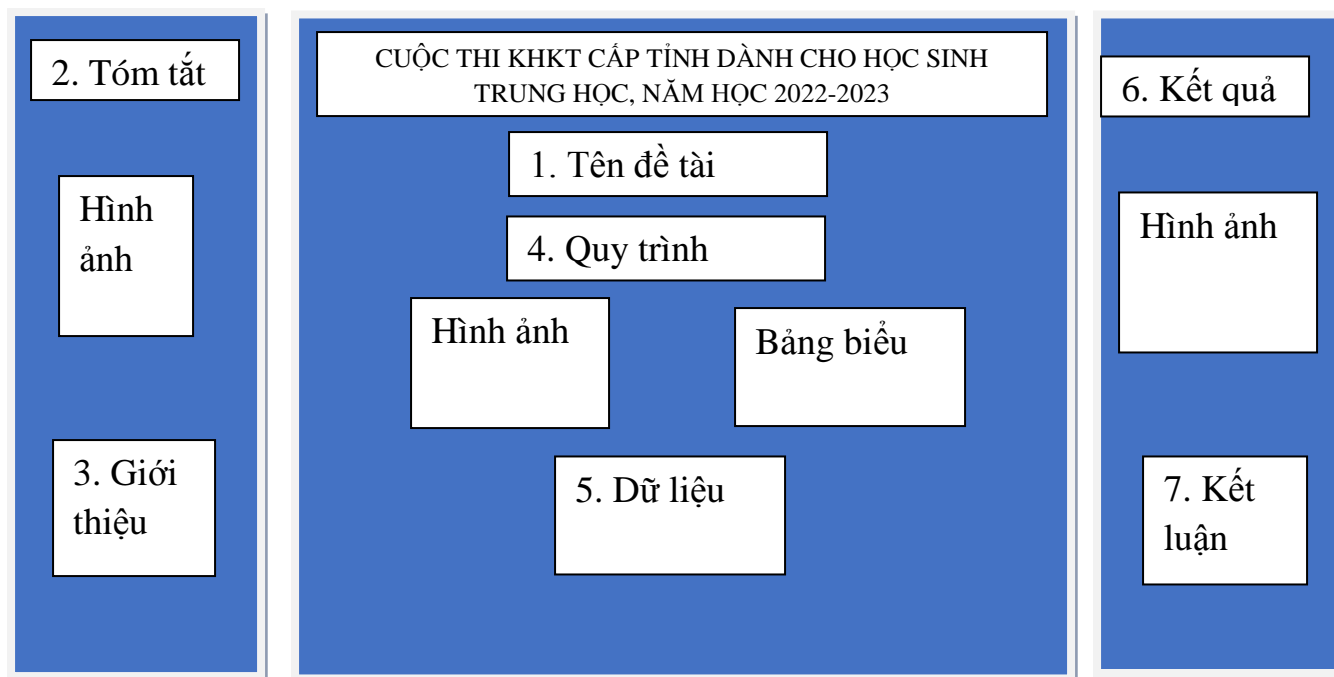 2. Tóm tắt
Hình
ảnh
3. Giới
thiệu
CUỘC THI KHKT CẤP TỈNH DÀNH CHO HỌC SINH
TRUNG HỌC, NĂM HỌC 2022-2023
1. Tên đề tài
4. Quy trình
Hình ảnh
Bảng biểu
5. Dữ liệu
6. Kết quả
Hình ảnh
7. Kết
luận